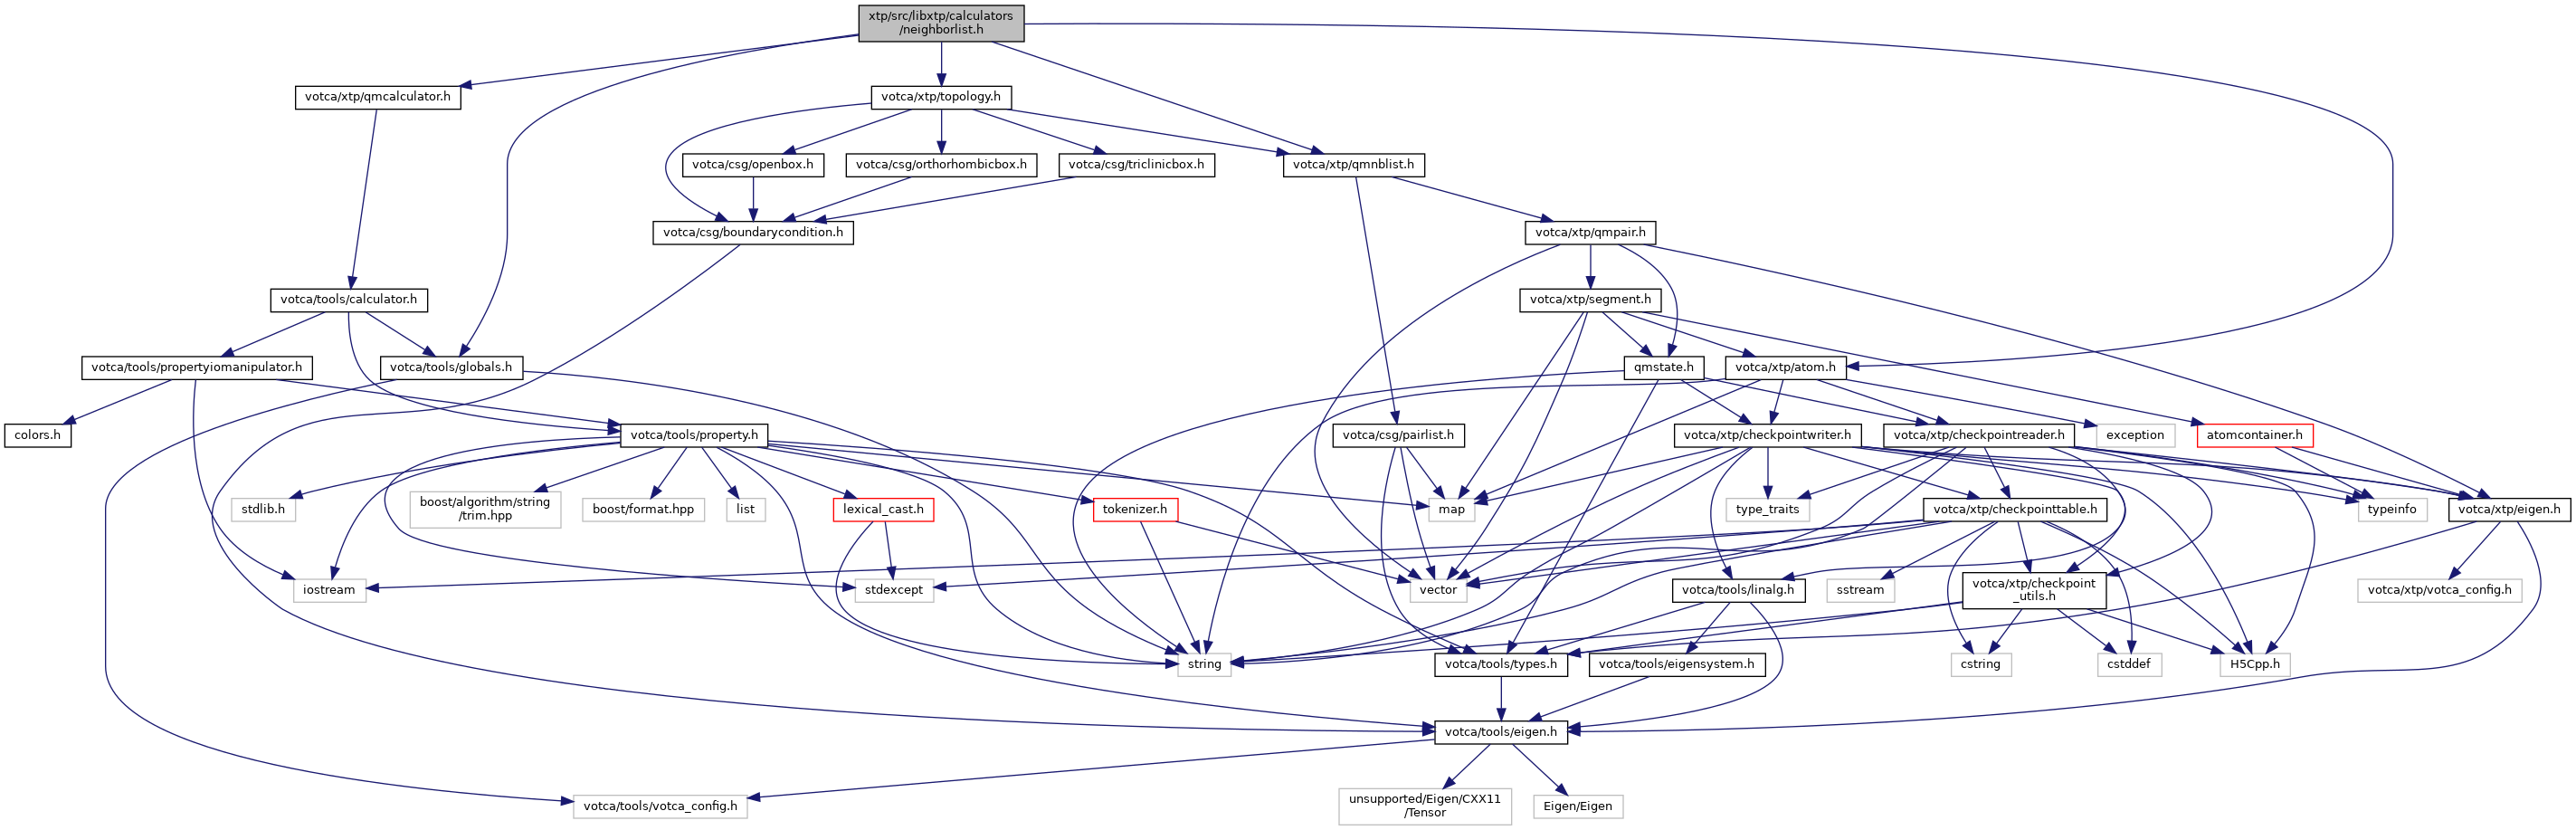 xtp/src/libxtp/calculators
/neighborlist.h
votca/xtp/qmcalculator.h
votca/xtp/topology.h
votca/csg/openbox.h
votca/csg/orthorhombicbox.h
votca/csg/triclinicbox.h
votca/xtp/qmnblist.h
votca/csg/boundarycondition.h
votca/xtp/qmpair.h
votca/tools/calculator.h
votca/xtp/segment.h
votca/tools/propertyiomanipulator.h
votca/tools/globals.h
qmstate.h
votca/xtp/atom.h
colors.h
votca/tools/property.h
votca/csg/pairlist.h
votca/xtp/checkpointwriter.h
votca/xtp/checkpointreader.h
exception
atomcontainer.h
stdlib.h
boost/algorithm/string
/trim.hpp
boost/format.hpp
list
lexical_cast.h
tokenizer.h
map
type_traits
votca/xtp/checkpointtable.h
typeinfo
votca/xtp/eigen.h
iostream
stdexcept
vector
votca/tools/linalg.h
sstream
votca/xtp/checkpoint
_utils.h
votca/xtp/votca_config.h
string
votca/tools/types.h
votca/tools/eigensystem.h
cstring
cstddef
H5Cpp.h
votca/tools/eigen.h
votca/tools/votca_config.h
unsupported/Eigen/CXX11
/Tensor
Eigen/Eigen